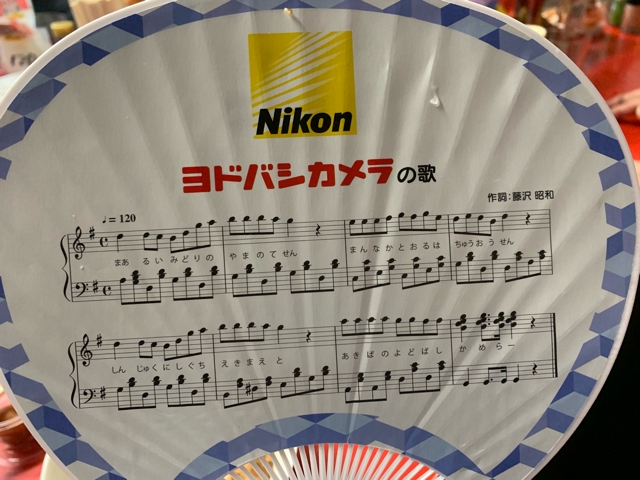 Nikon
ヨドバシカメラの歌
作詞:藤沢 昭和
♩= 120
まあ るいみどりの やまのてせん まんなかとおるは ちゅうおうせん
しん じゅくにしぐち えきまえと あきばのよどばし かめらー